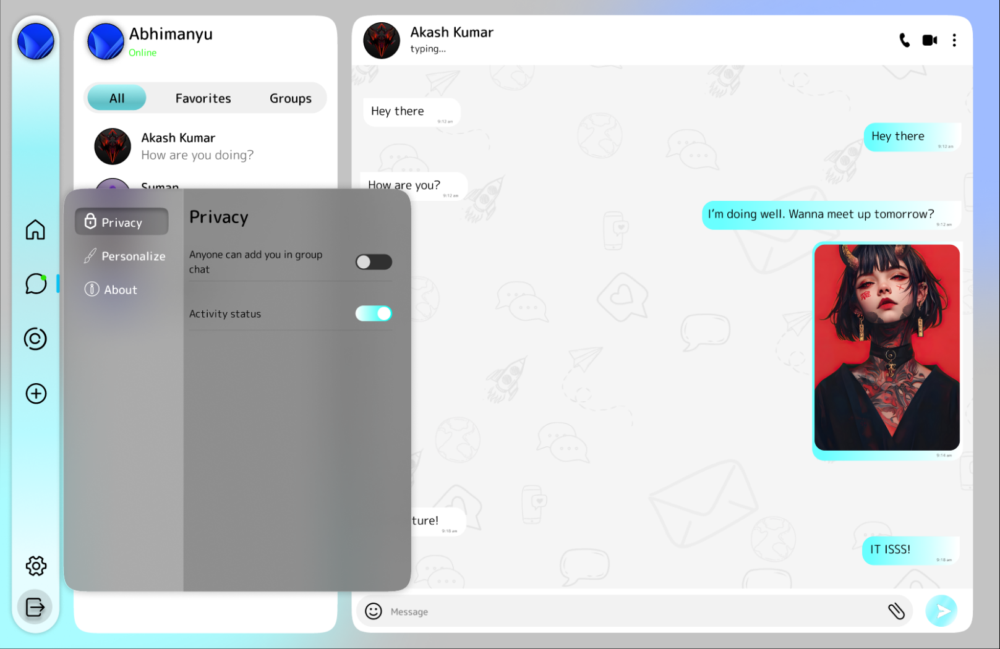 Abhimanyu
Online
All Favorites Groups
Akash Kumar
How are you doing?
Suman
Privacy
Personalize
About
Privacy
Anyone can add you in group
chat
Activity status
Akash Kumar
typing...
Hey there
9:12 am
Hey there
9:12 am
How are you?
9:12 am
I'm doing well. Wanna meet up tomorrow?
9:12 am
9:14 am
ture!
9:18 am
IT ISSS!
9:18 am
Message